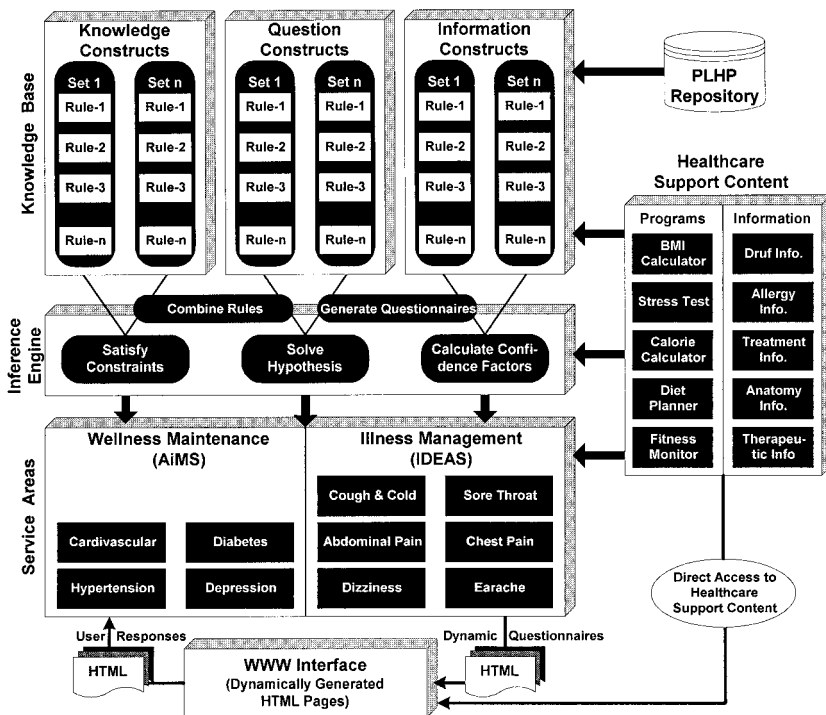 Knowledge
Constructs
Question
Constructs
Information
Constructs
Knowledge Base
Set 1
Set n
Set 1
Set n
Set 1
Set n
Rule-1
Rule-1
Rule-1
Rule-1
Rule-1
Rule-1
Rule-2
Rule-2
Rule-2
Rule-2
Rule-2
Rule-2
Rule-3
Rule-3
Rule-3
Rule-3
Rule-3
Rule-3
Rule-n
Rule-n
Rule-n
Rule-n
Rule-n
Rule-n
PLHP
Repository
Healthcare
Support Content
Programs
Information
BMI
Calculator
Druf Info.
Stress Test
Allergy
Info.
Calorie
Calculator
Treatment
Info.
Diet
Planner
Anatomy
Info.
Fitness
Monitor
Therapeu-
tic Info
Combine Rules
Generate Questionnaires
Inference
Engine
Satisfy
Constraints
Solve
Hypothesis
Calculate Confi-
dence Factors
Service Areas
Wellness Maintenance
(AiMS)
Illness Management
(IDEAS)
Cardivascular
Diabetes
Hypertension
Depression
Cough & Cold
Sore Throat
Abdominal Pain
Chest Pain
Dizziness
Earache
Direct Access to
Healthcare
Support Content
User Responses
Dynamic Questionnaires
HTML
HTML
WWW Interface
(Dynamically Generated
HTML Pages)